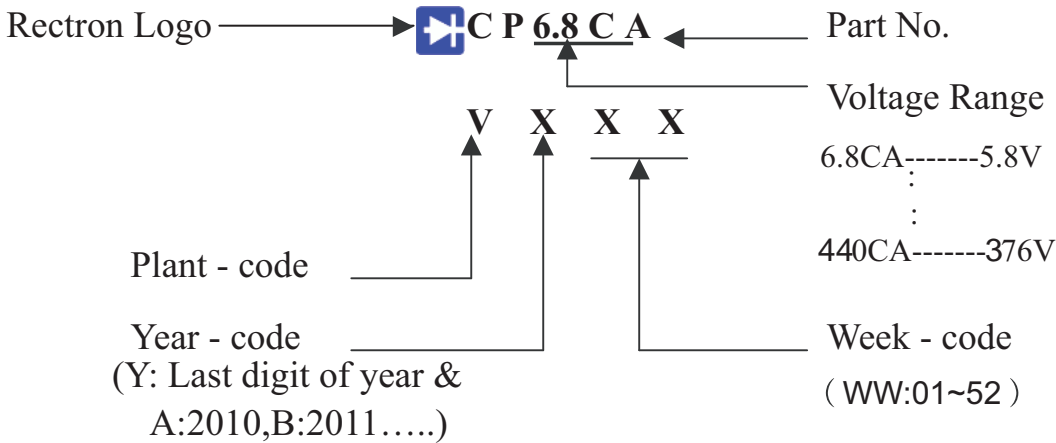 Rectron Logo
C P 6.8 C A
Part No.
Voltage Range
V X X X
6.8CA-------5.8V
:
:
440CA-------376V
Plant - code
Year - code
(Y: Last digit of year &
A:2010,B:2011…..)
Week - code
（WW:01~52）